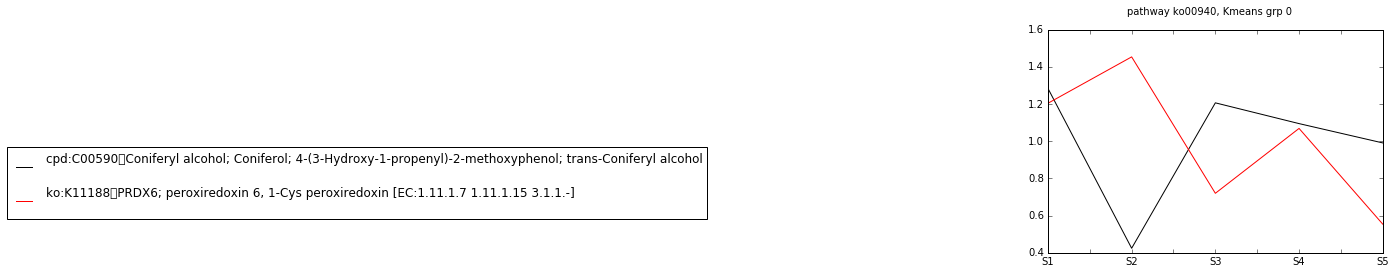 pathway ko00940, Kmeans grp 0
1.6
1.4
1.2
1.0
0.8
0.6
0.4
S1 S2 S3 S4 S5
cpd:C00590▯Coniferyl alcohol; Coniferol; 4-(3-Hydroxy-1-propenyl)-2-methoxyphenol; trans-Coniferyl alcohol
ko:K11188▯PRDX6; peroxiredoxin 6, 1-Cys peroxiredoxin [EC:1.11.1.7 1.11.1.15 3.1.1.-]